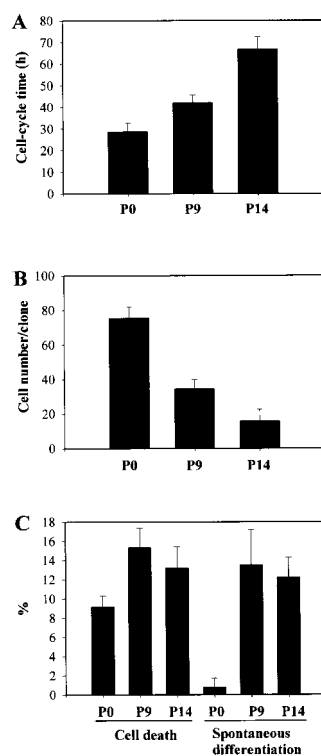 A
Cell-cycle time (h)
80
70
60
50
40
30
20
10
0
P0 P9 P14
B
Cell number/clone
100
80
60
40
20
0
P0 P9 P14
C
%
18
16
14
12
10
8
6
4
2
0
P0 P9 P14 P0 P9 P14
Cell death Spontaneous
differentiation